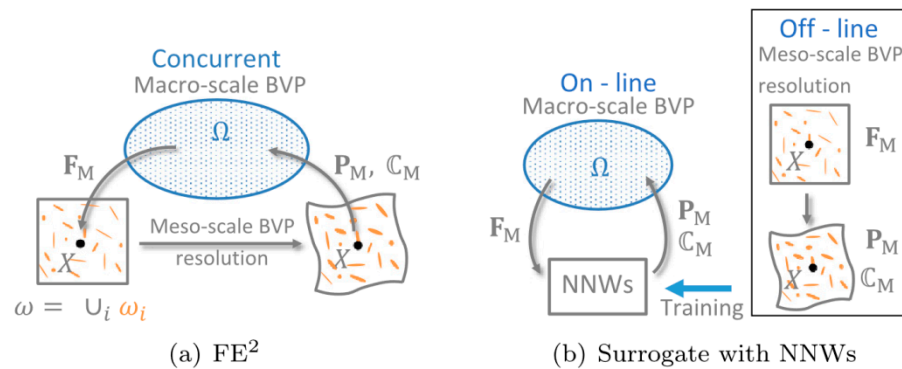 Concurrent
Macro-scale BVP
Ω
F_M
P_M, ℂ_M
X
Meso-scale BVP
resolution
X
ω = ∪_i ω_i
(a) FE²
On - line
Macro-scale BVP
Ω
F_M
P_M
ℂ_M
NNWs
Training
Off - line
Meso-scale BVP
resolution
X
F_M
X
P_M
ℂ_M
(b) Surrogate with NNWs